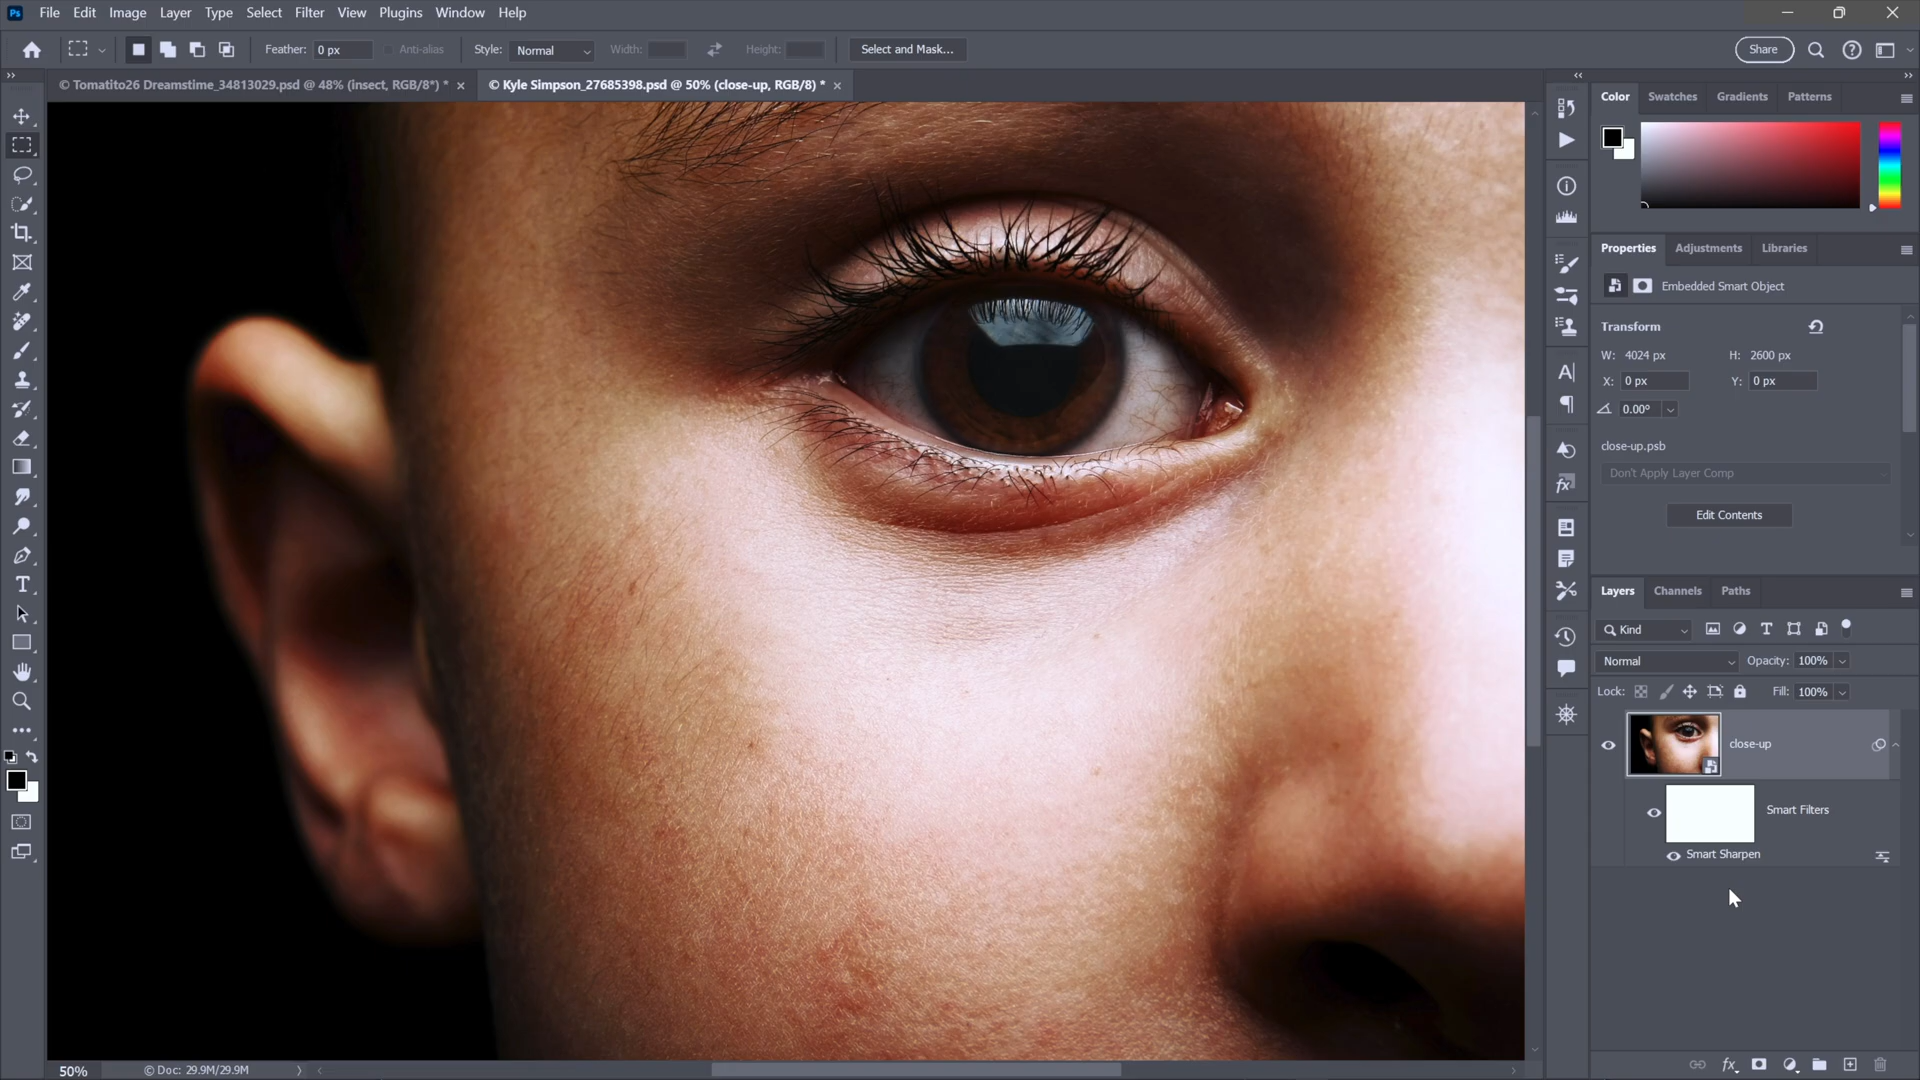 Ps File Edit Image Layer Type Select Filter View Plugins Window Help
Feather: 0 px Anti-alias Style: Normal Width: Height: Select and Mask... Share
© Tomatito26 Dreamstime_34813029.psd @ 48% (insect, RGB/8*) * × © Kyle Simpson_27685398.psd @ 50% (close-up, RGB/8) * ×
Color Swatches Gradients Patterns
Properties Adjustments Libraries
Embedded Smart Object
Transform
W: 4024 px H: 2600 px
X: 0 px Y: 0 px
0.00°
close-up.psb
Don't Apply Layer Comp
Edit Contents
Layers Channels Paths
Kind
Normal Opacity: 100%
Lock: Fill: 100%
close-up
Smart Filters
Smart Sharpen
50% © Doc: 29.9M/29.9M